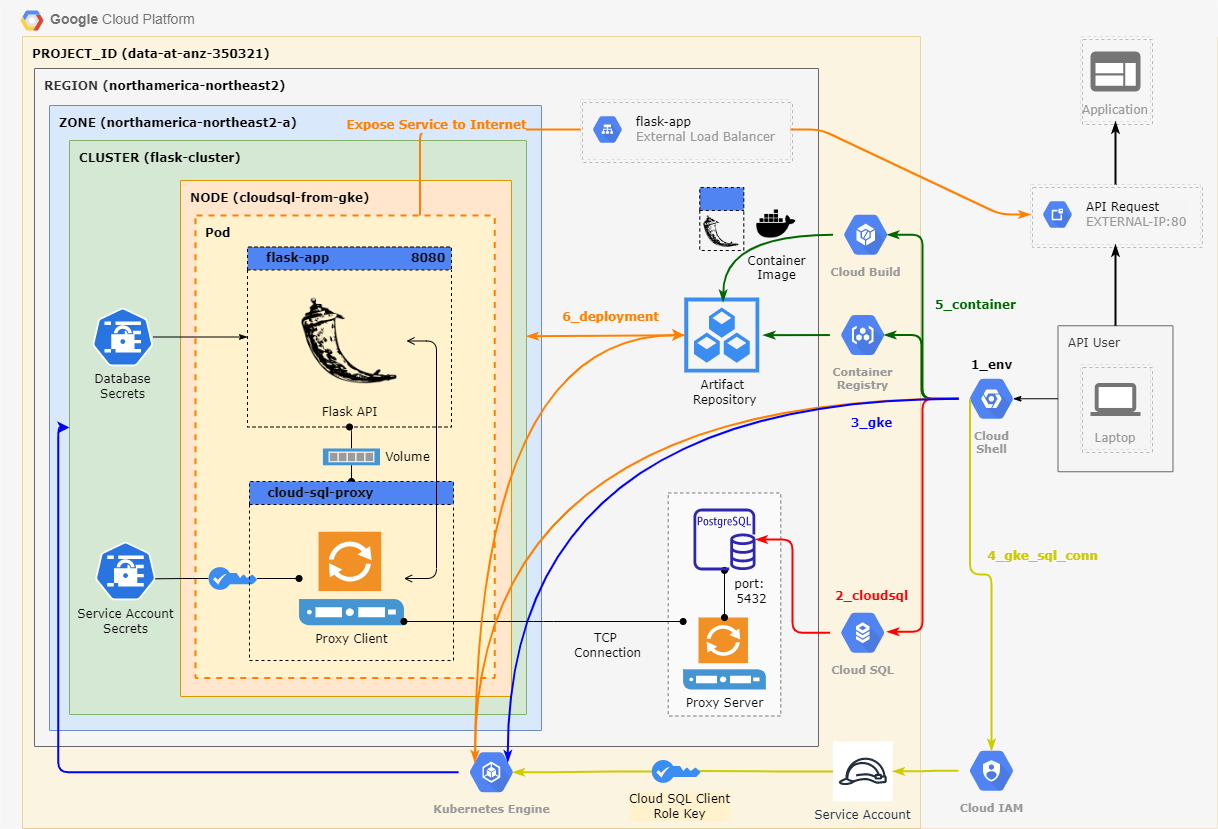 Google Cloud Platform
PROJECT_ID (data-at-anz-350321)
REGION (northamerica-northeast2)
ZONE (northamerica-northeast2-a)
Expose Service to Internet
flask-app
External Load Balancer
Application
CLUSTER (flask-cluster)
NODE (cloudsql-from-gke)
API Request
EXTERNAL-IP:80
Pod
flask-app
8080
Container
Image
Cloud Build
5_container
6_deployment
API User
Database
Secrets
Flask API
Artifact
Repository
Container
Registry
1_env
3_gke
Cloud
Shell
Laptop
Volume
cloud-sql-proxy
PostgreSQL
port:
5432
4_gke_sql_conn
2_cloudsql
Service Account
Secrets
Proxy Client
TCP
Connection
Cloud SQL
Proxy Server
Kubernetes Engine
Cloud SQL Client
Role Key
Service Account
Cloud IAM